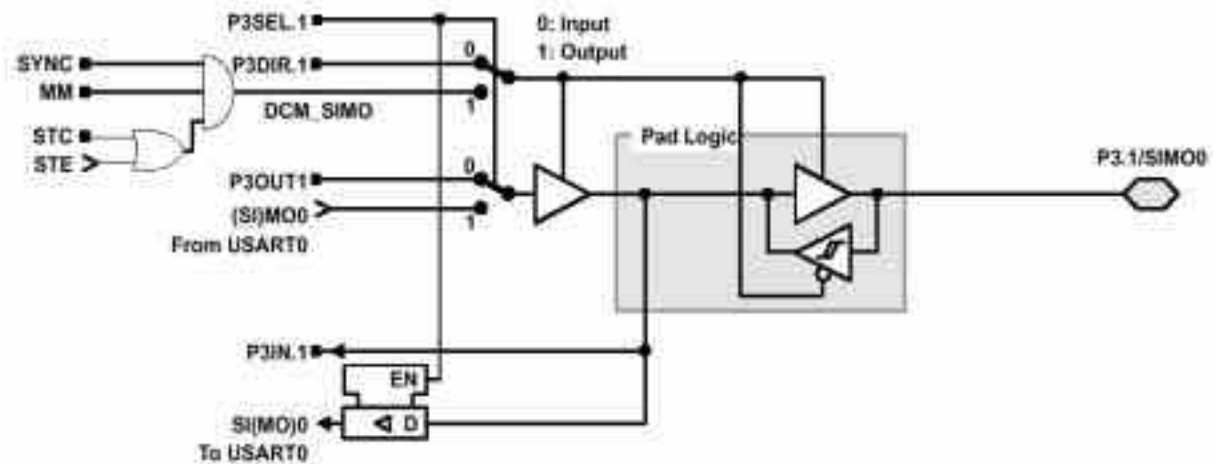 P3SEL.1
0: Input
1: Output
SYNC
P3DIR.1
0
MM
1
DCM_SIMO
STC
STE
Pad Logic
P3.1/SIMO0
P3OUT1
0
(SI)MO0
1
From USART0
P3IN.1
EN
SI(MO)0
D
To USART0